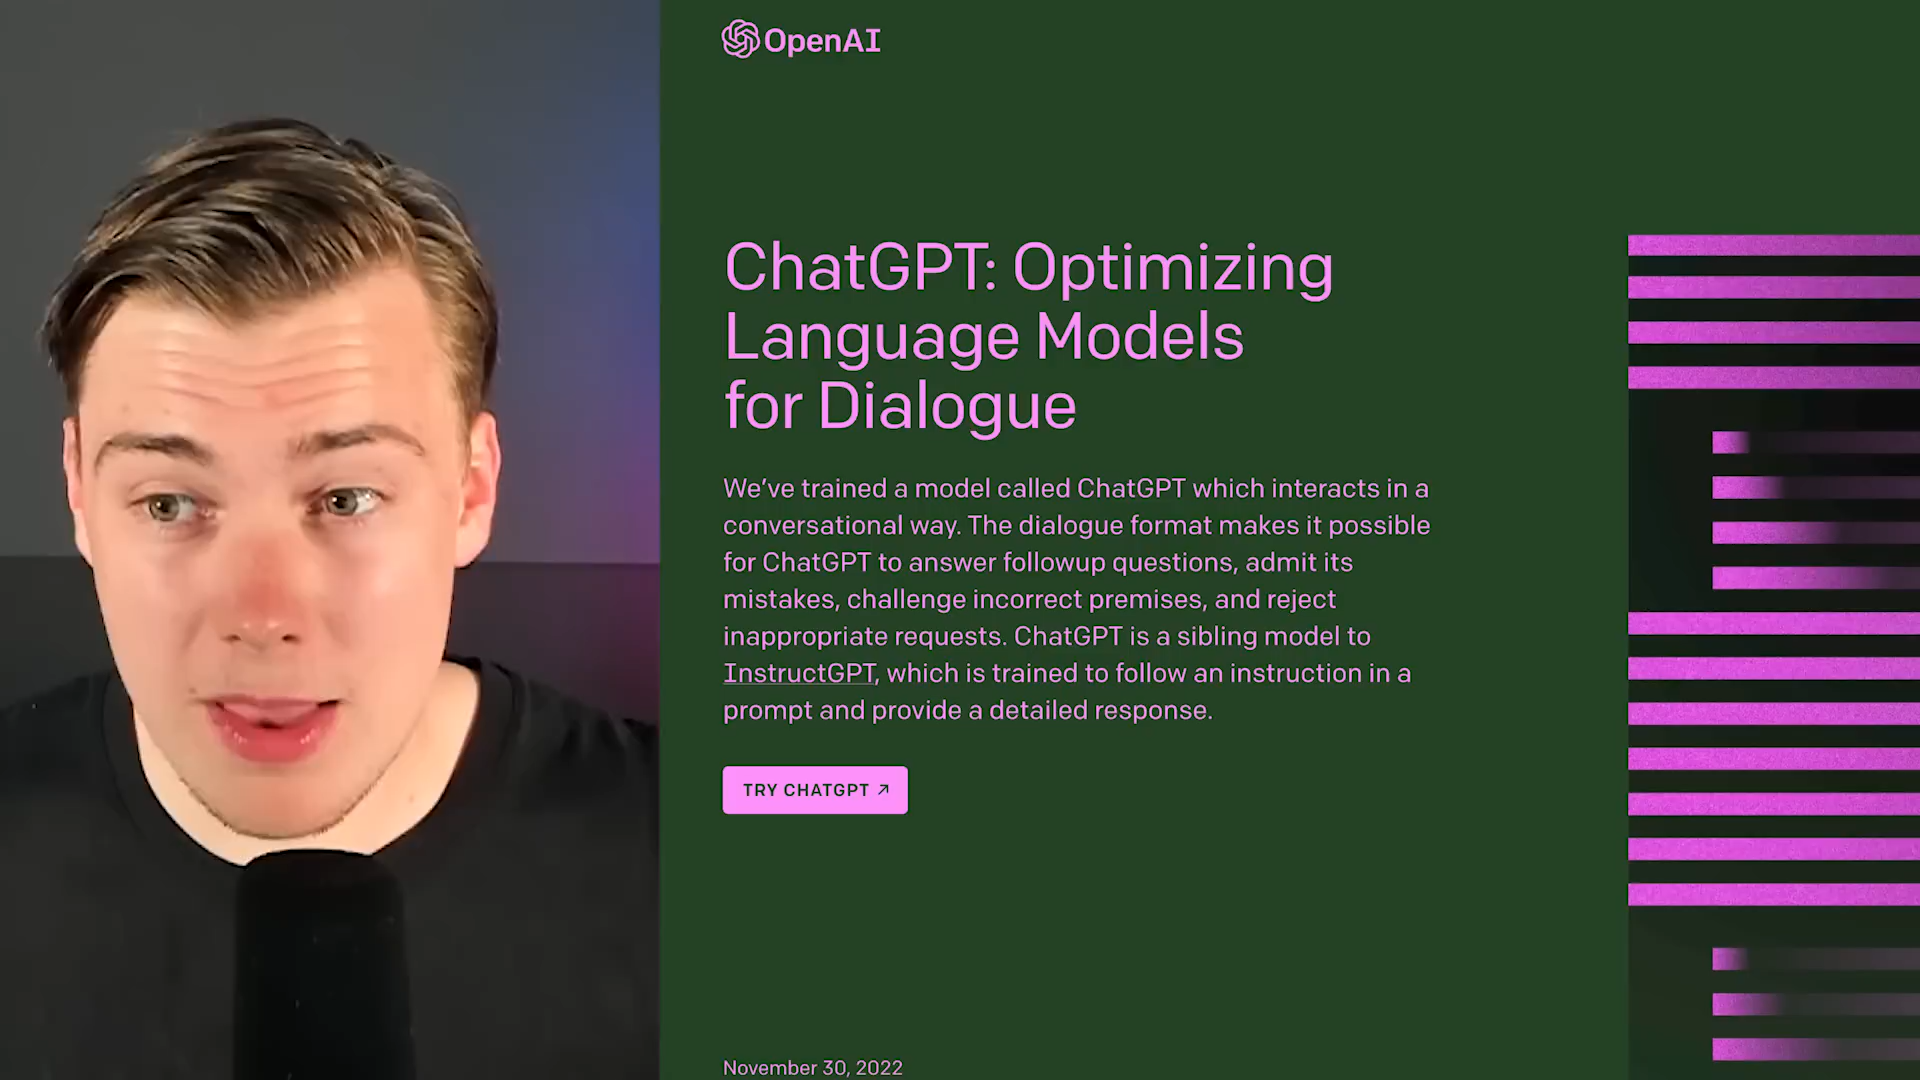 OpenAI
ChatGPT: Optimizing
Language Models
for Dialogue
We’ve trained a model called ChatGPT which interacts in a
conversational way. The dialogue format makes it possible
for ChatGPT to answer followup questions, admit its
mistakes, challenge incorrect premises, and reject
inappropriate requests. ChatGPT is a sibling model to
InstructGPT, which is trained to follow an instruction in a
prompt and provide a detailed response.
TRY CHATGPT ↗
November 30, 2022